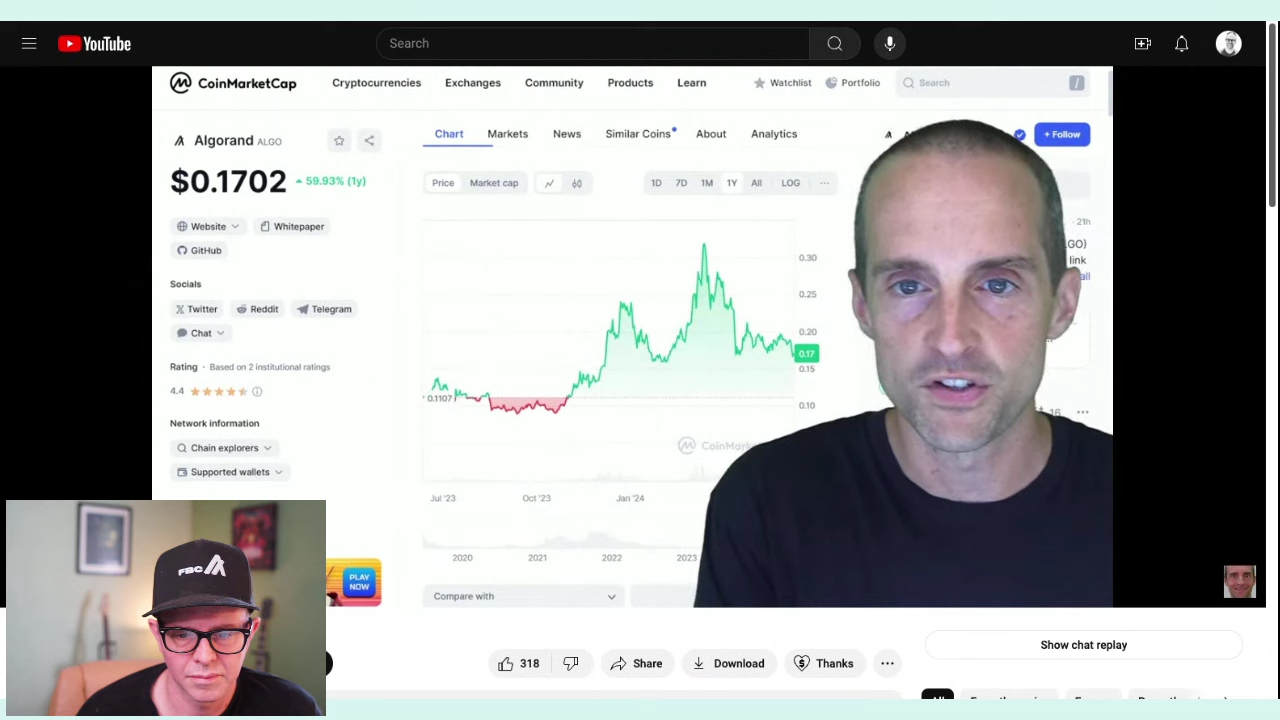 YouTube
Search
CoinMarketCap
Cryptocurrencies
Exchanges
Community
Products
Learn
Watchlist
Portfolio
Search
/
Algorand ALGO
Chart
Markets
News
Similar Coins
About
Analytics
+ Follow
$0.1702
59.93% (1y)
Price
Market cap
1D
7D
1M
1Y
All
LOG
Website
Whitepaper
GitHub
21h
Socials
Twitter
Reddit
Telegram
Chat
link
0.30
0.25
0.20
0.17
0.15
0.10
0.1107
Rating · Based on 2 institutional ratings
4.4
Network information
Chain explorers
Supported wallets
Jul '23
Oct '23
Jan '24
2020
2021
2022
2023
Compare with
PLAY
NOW
FBC
318
Share
Download
Thanks
Show chat replay